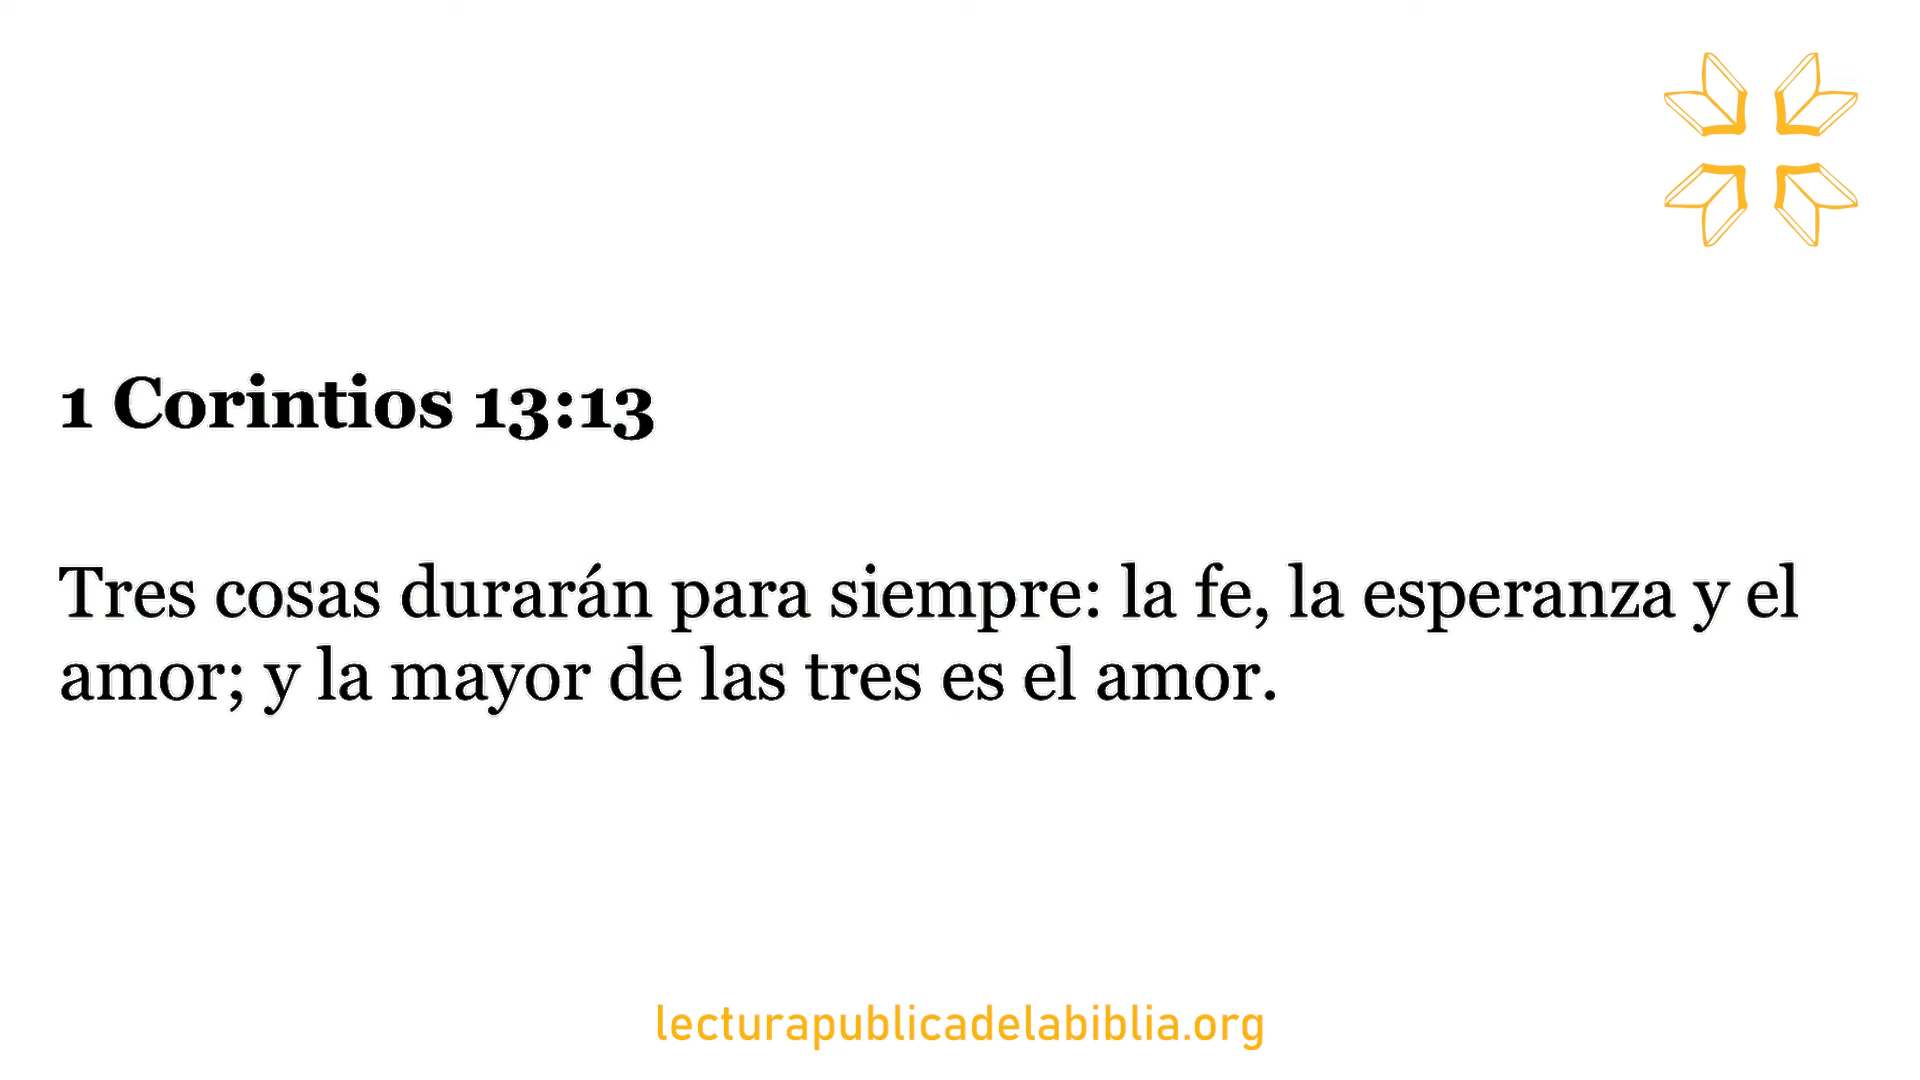 1 Corintios 13:13
Tres cosas durarán para siempre: la fe, la esperanza y el
amor; y la mayor de las tres es el amor.
lecturapublicadelabiblia.org